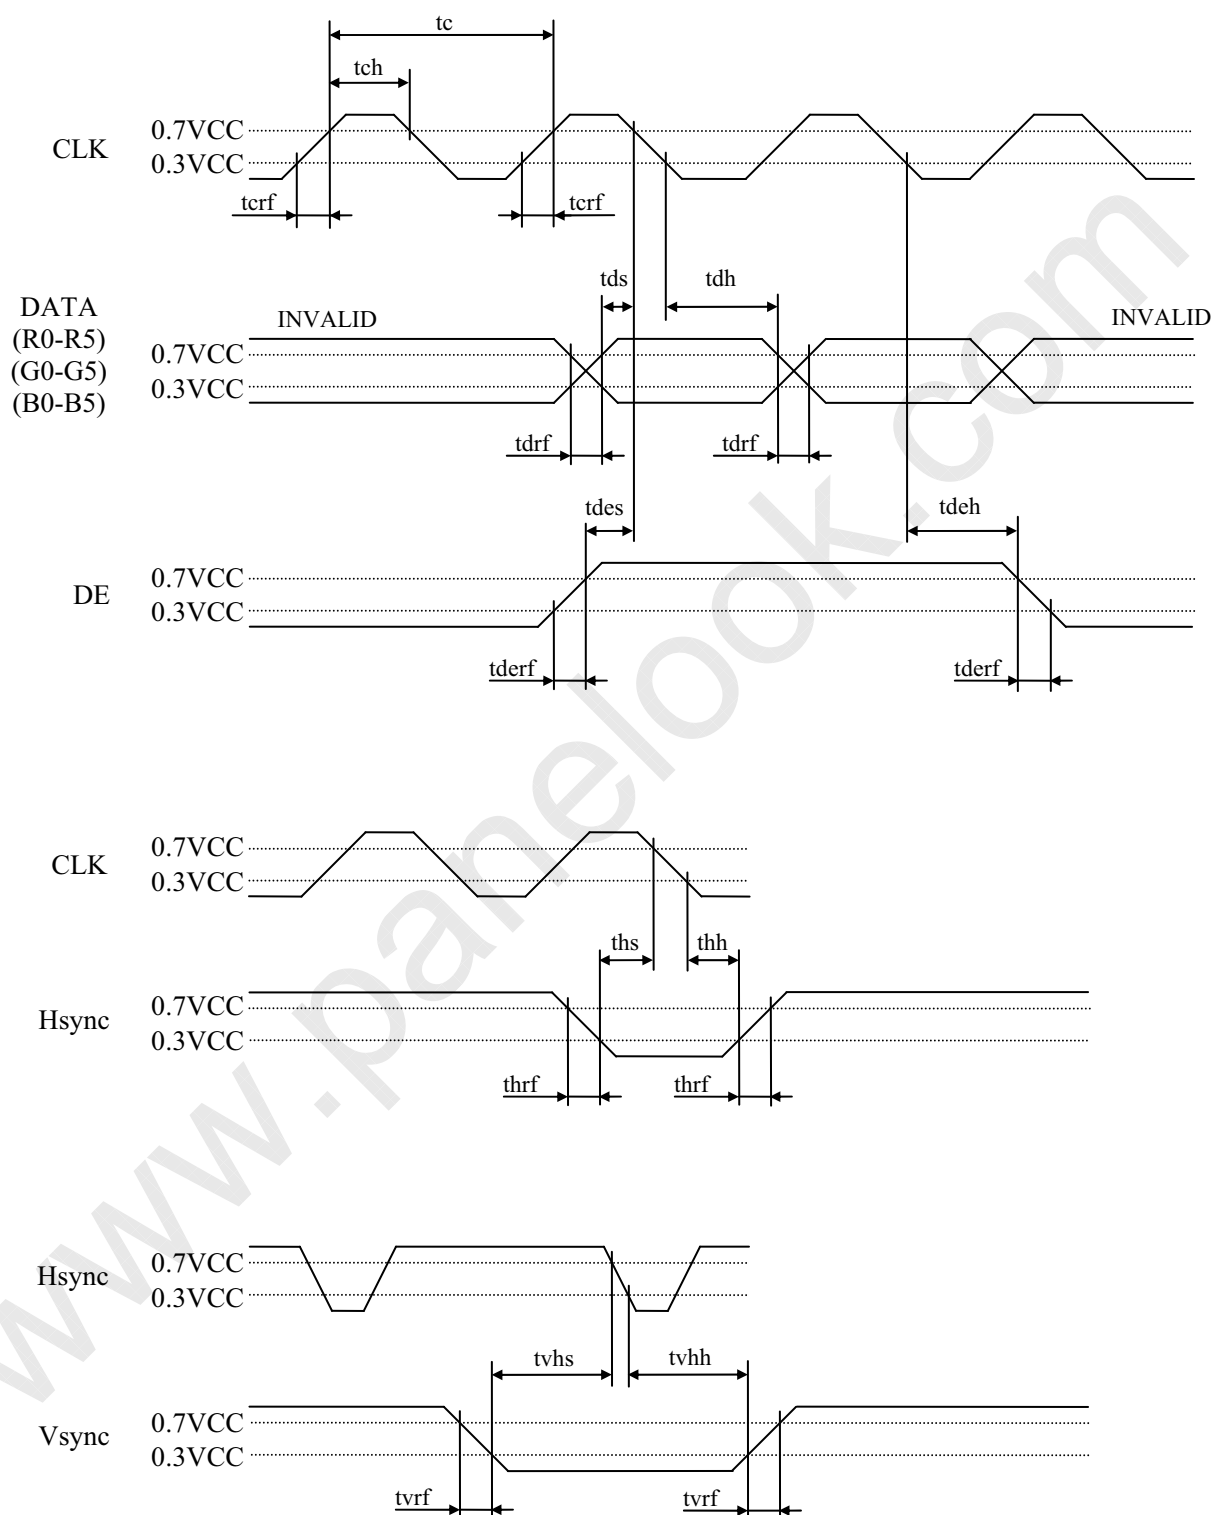 tc
tch
CLK
0.7VCC
0.3VCC
tcrf
tcrf
tds
tdh
DATA
(R0-R5)
(G0-G5)
(B0-B5)
INVALID
INVALID
0.7VCC
0.3VCC
tdrf
tdrf
tdes
tdeh
DE
0.7VCC
0.3VCC
tderf
tderf
CLK
0.7VCC
0.3VCC
ths
thh
Hsync
0.7VCC
0.3VCC
thrf
thrf
Hsync
0.7VCC
0.3VCC
tvhs
tvhh
Vsync
0.7VCC
0.3VCC
tvrf
tvrf
www.panelook.com